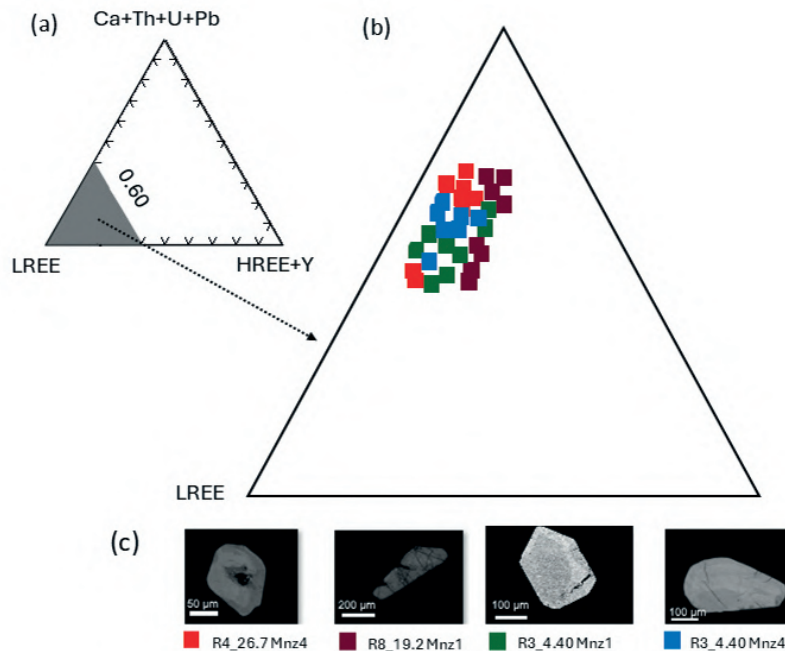 (a)
Ca+Th+U+Pb
0.60
LREE
HREE+Y
(b)
LREE
(c)
50 µm
200 µm
100 µm
100 µm
R4_26.7 Mnz4
R8_19.2 Mnz1
R3_4.40 Mnz1
R3_4.40 Mnz4